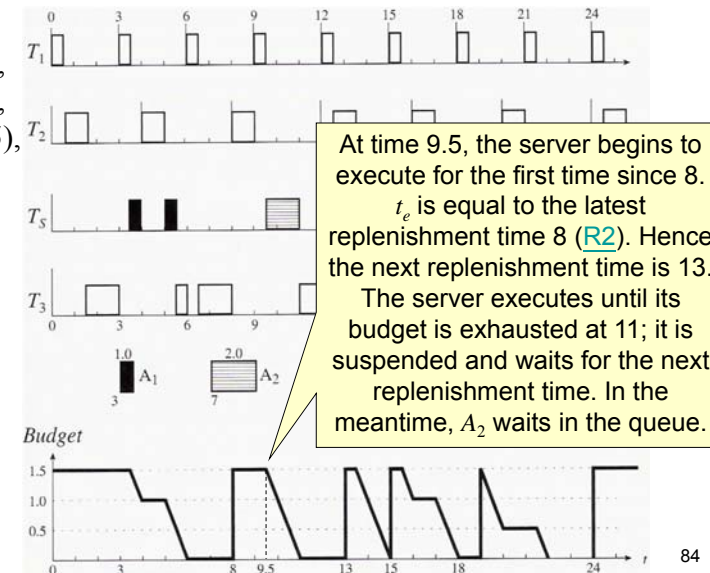 0 3 6 9 12 15 18 21 24
T1
,
,
),
T2
At time 9.5, the server begins to
execute for the first time since 8.
te is equal to the latest
replenishment time 8 (R2). Hence
the next replenishment time is 13.
The server executes until its
budget is exhausted at 11; it is
suspended and waits for the next
replenishment time. In the
meantime, A2 waits in the queue.
TS
T3
0 3 6 9
1.0 2.0
A1 A2
3 7
Budget
1.5
1.0
0.5
0 3 8 9.5 13 15 18 24 t
84